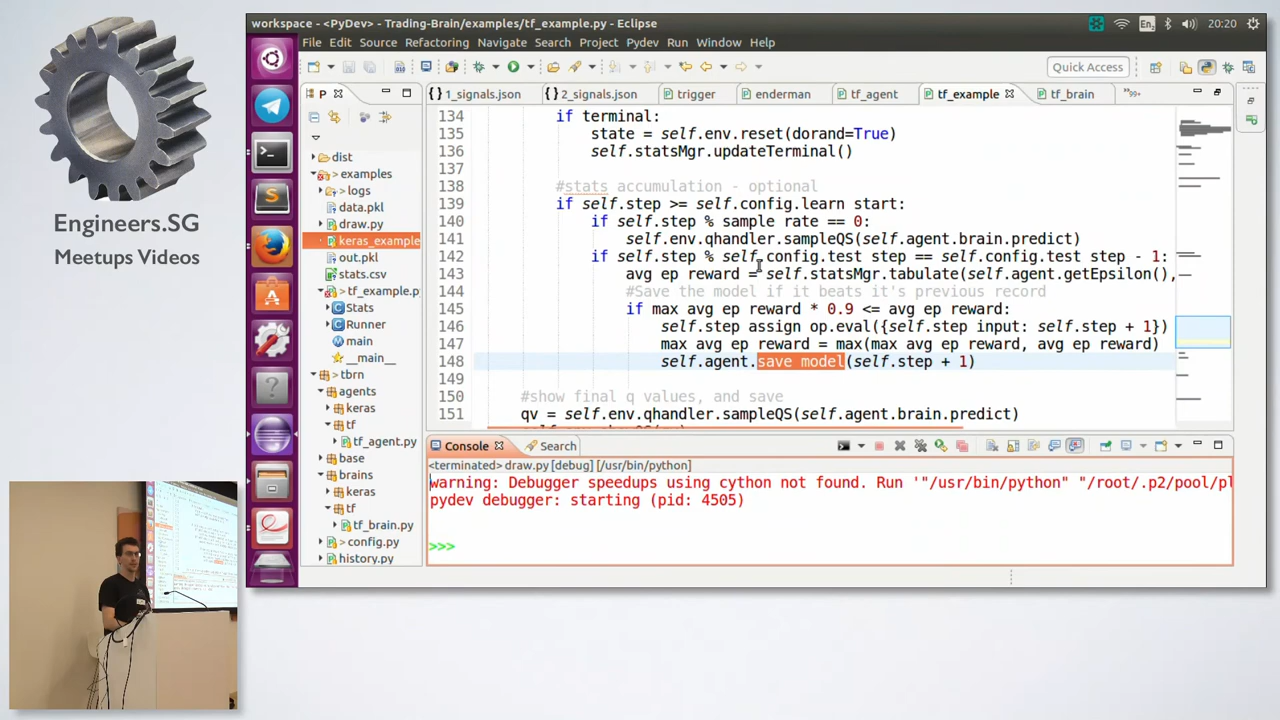 workspace - <PyDev> - Trading-Brain/examples/tf_example.py - Eclipse
En
20:20
File Edit Source Refactoring Navigate Search Project Pydev Run Window Help
Quick Access
P
1_signals.json
2_signals.json
trigger
enderman
tf_agent
tf_example
tf_brain
dist
> examples
> logs
data.pkl
> draw.py
keras_example
out.pkl
stats.csv
> tf_example.p
Stats
Runner
main
__main__
> tbrn
agents
keras
tf
tf_agent.py
base
brains
keras
tf
tf_brain.py
> config.py
history.py
134 if terminal:
135 state = self.env.reset(dorand=True)
136 self.statsMgr.updateTerminal()
137
138 #stats accumulation - optional
139 if self.step >= self.config.learn start:
140 if self.step % sample rate == 0:
141 self.env.qhandler.sampleQS(self.agent.brain.predict)
142 if self.step % self.config.test step == self.config.test step - 1:
143 avg ep reward = self.statsMgr.tabulate(self.agent.getEpsilon(),
144 #Save the model if it beats it's previous record
145 if max avg ep reward * 0.9 <= avg ep reward:
146 self.step assign op.eval({self.step input: self.step + 1})
147 max avg ep reward = max(max avg ep reward, avg ep reward)
148 self.agent.save model(self.step + 1)
149
150 #show final q values, and save
151 qv = self.env.qhandler.sampleQS(self.agent.brain.predict)
Console
Search
<terminated> draw.py [debug] [/usr/bin/python]
warning: Debugger speedups using cython not found. Run '"/usr/bin/python" "/root/.p2/pool/pl
pydev debugger: starting (pid: 4505)
>>>
Engineers.SG
Meetups Videos